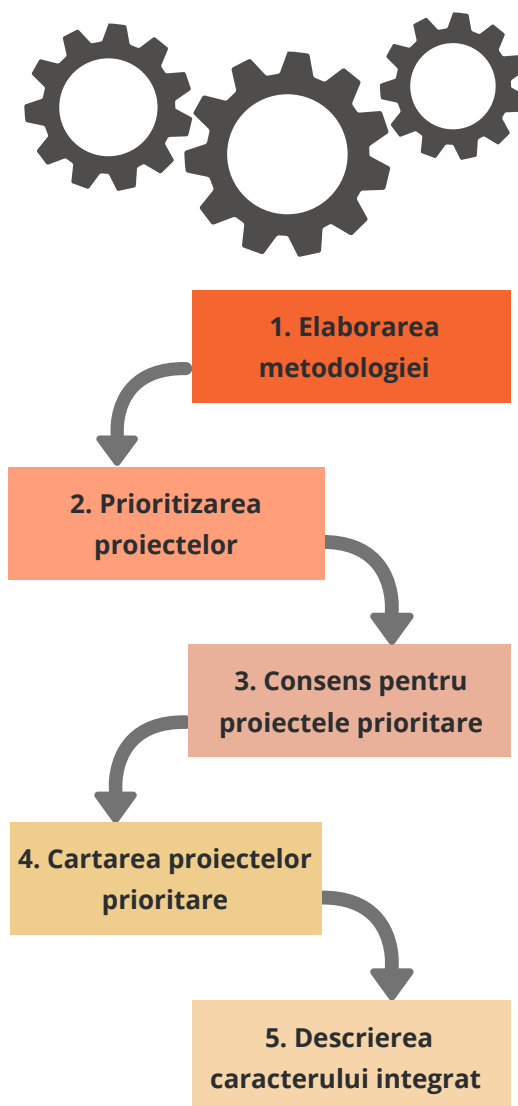 1. Elaborarea
metodologiei
2. Prioritizarea
proiectelor
3. Consens pentru
proiectele prioritare
4. Cartarea proiectelor
prioritare
5. Descrierea
caracterului integrat